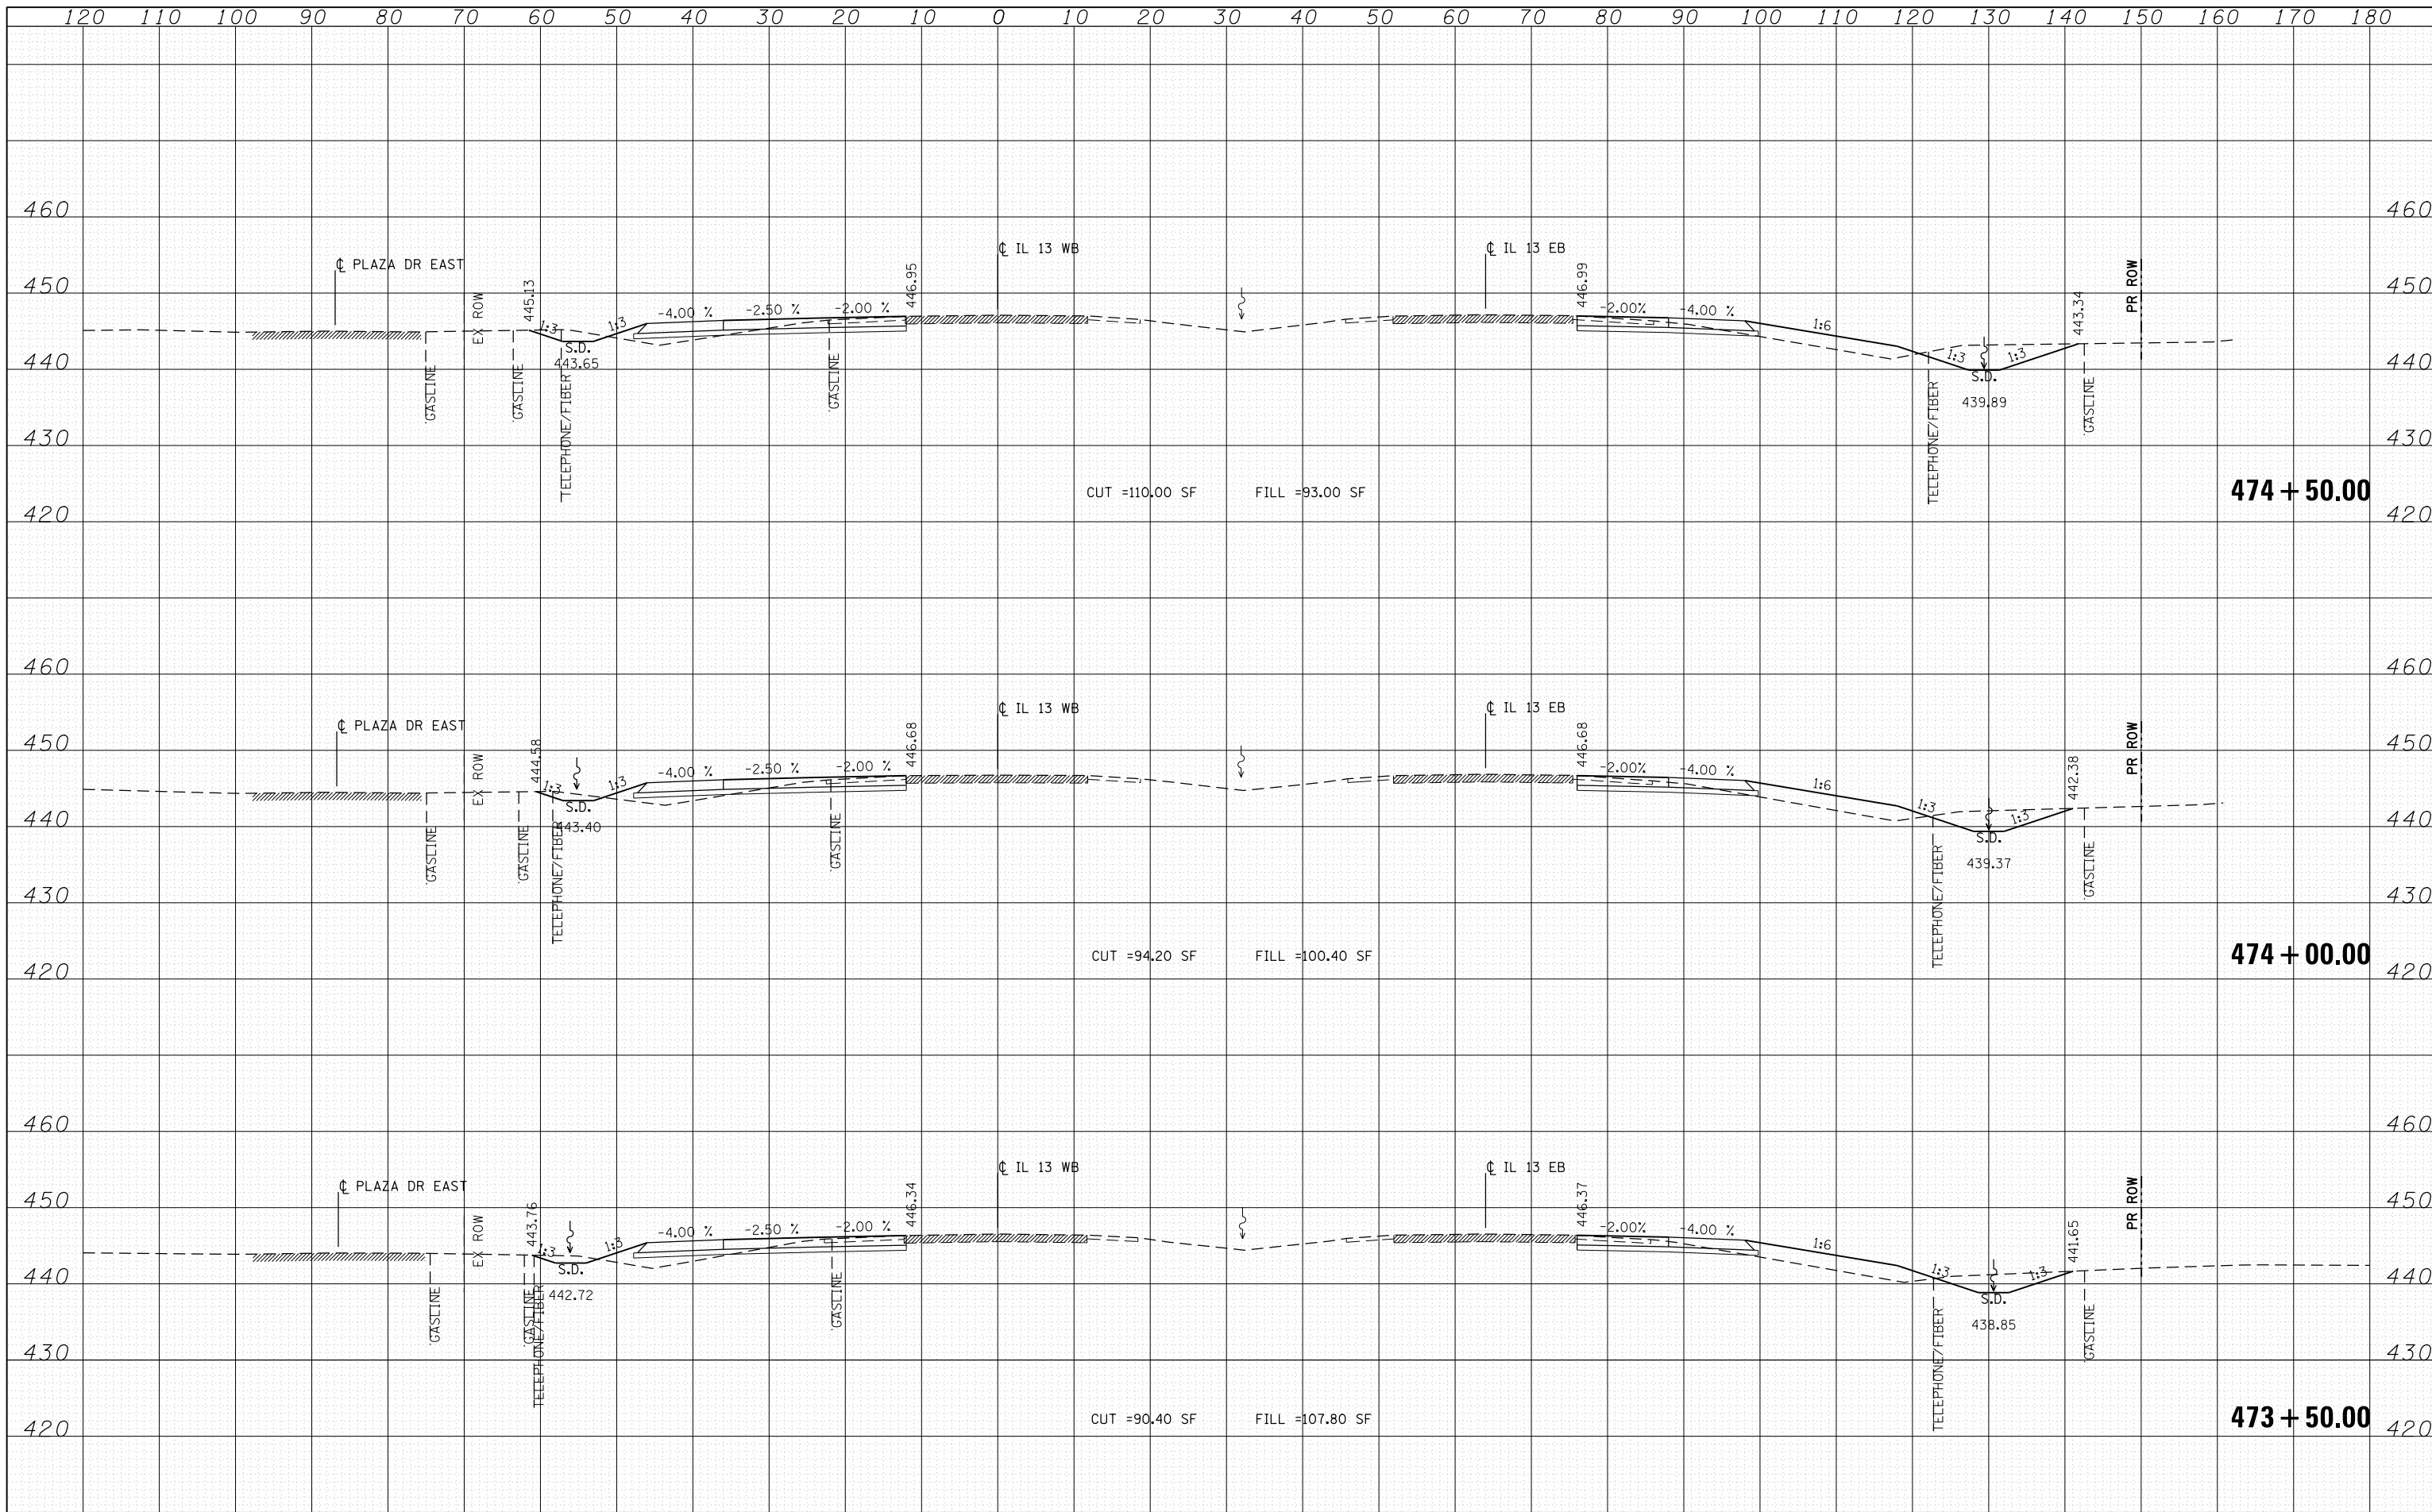 120 110 100 90 80 70 60 50 40 30 20 10 0 10 20 30 40 50 60 70 80 90 100 110 120 130 140 150 160 170 180
460 460
℄ IL 13 WB ℄ IL 13 EB
℄ PLAZA DR EAST
EX ROW
445.13
446.95
446.99
443.34
PR ROW
450 450
1:3 1:3 -4.00 % -2.50 % -2.00 % -2.00% -4.00 % 1:6 1:3 1:3
S.D. S.D.
443.65
439.89
440 440
GASLINE
GASLINE
TELEPHONE/FIBER
GASLINE
TELEPHONE/FIBER
GASLINE
430 430
CUT =110.00 SF FILL =93.00 SF 474+50.00
420 420
460 460
℄ IL 13 WB ℄ IL 13 EB
℄ PLAZA DR EAST
EX ROW
444.58
446.68
446.68
442.38
PR ROW
450 450
1:3 1:3 -4.00 % -2.50 % -2.00 % -2.00% -4.00 % 1:6 1:3 1:3
S.D. S.D.
443.40
439.37
440 440
GASLINE
GASLINE
TELEPHONE/FIBER
GASLINE
TELEPHONE/FIBER
GASLINE
430 430
CUT =94.20 SF FILL =100.40 SF 474+00.00
420 420
460 460
℄ IL 13 WB ℄ IL 13 EB
℄ PLAZA DR EAST
EX ROW
443.76
446.34
446.37
441.65
PR ROW
450 450
1:3 1:3 -4.00 % -2.50 % -2.00 % -2.00% -4.00 % 1:6 1:3 1:3
S.D. S.D.
442.72
438.85
440 440
GASLINE
GASLINE
TELEPHONE/FIBER
GASLINE
TELEPHONE/FIBER
GASLINE
430 430
CUT =90.40 SF FILL =107.80 SF 473+50.00
420 420